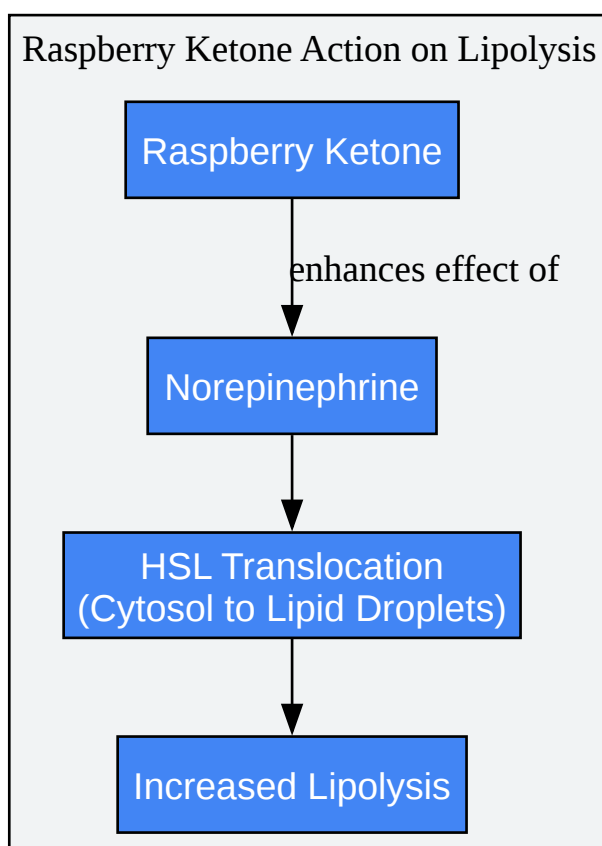 Raspberry Ketone Action on Lipolysis
Raspberry Ketone
enhances effect of
Norepinephrine
HSL Translocation
(Cytosol to Lipid Droplets)
Increased Lipolysis